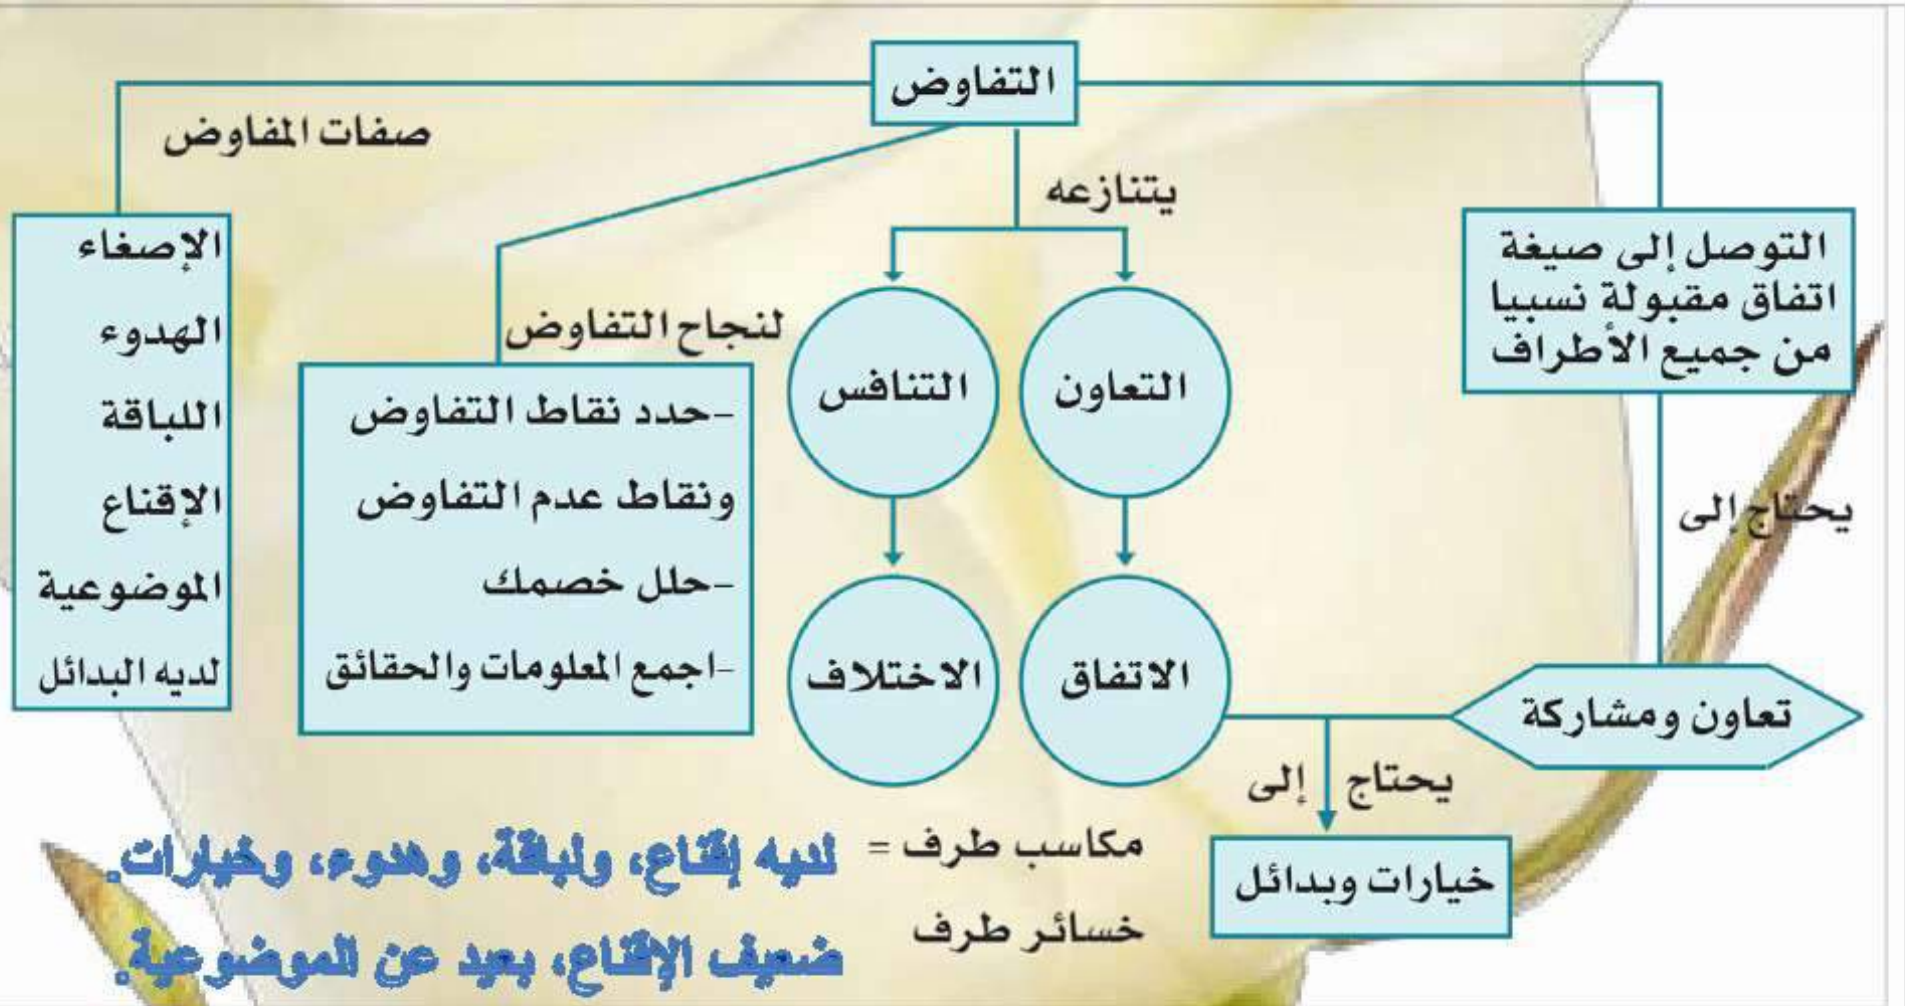 التفاوض
يتنازعه
صفات المفاوض
التوصل إلى صيغة
اتفاق مقبولة نسبيا
من جميع الأطراف
يحتاج إلى
تعاون ومشاركة
التعاون
التنافس
الاتفاق
الاختلاف
يحتاج إلى
خيارات وبدائل
لنجاح التفاوض
-حدد نقاط التفاوض
ونقاط عدم التفاوض
-حلل خصمك
-اجمع المعلومات والحقائق
الإصغاء
الهدوء
اللباقة
الإقناع
الموضوعية
لديه البدائل
مكاسب طرف = لديه إقناع، ولباقة، وهدوء، وخيارات.
خسائر طرف ضعيف الإقناع، بعيد عن الموضوعية.